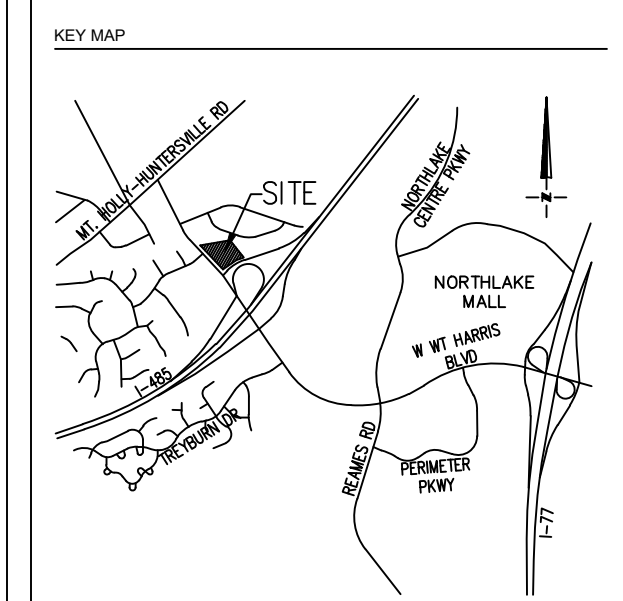 KEY MAP
MT. HOLLY-HUNTERSVILLE RD
SITE
NORTHLAKE
CENTRE PKWY
N
NORTHLAKE
MALL
W WT HARRIS
BLVD
I-485
TREYBURN DR
REAMES RD
PERIMETER
PKWY
I-77